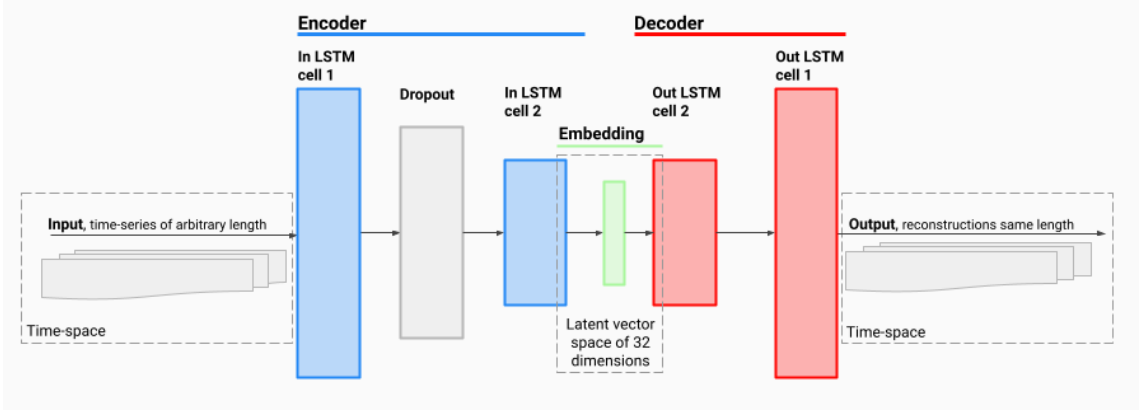 Encoder
Decoder
In LSTM
cell 1
Dropout
In LSTM
cell 2
Embedding
Out LSTM
cell 2
Out LSTM
cell 1
Input, time-series of arbitrary length
Time-space
Latent vector
space of 32
dimensions
Output, reconstructions same length
Time-space